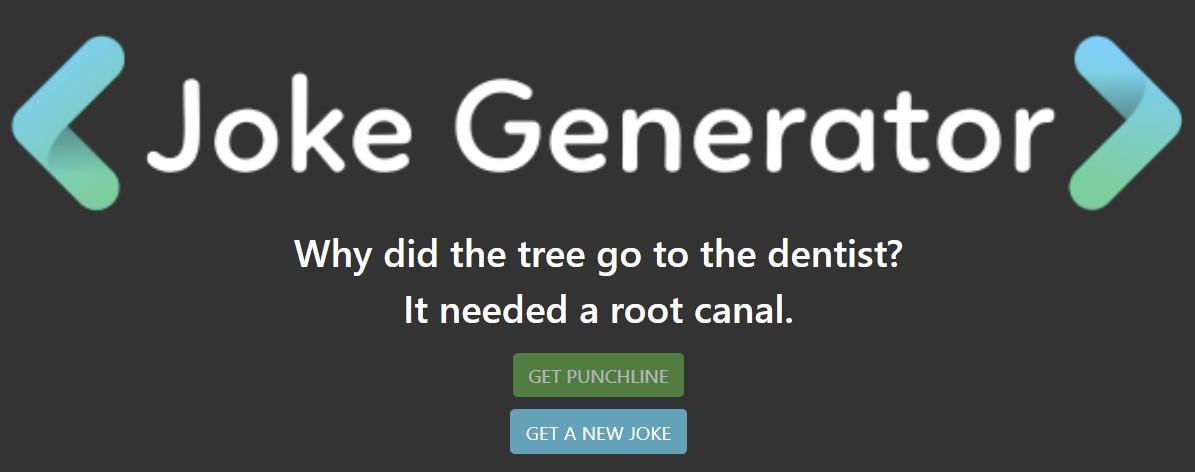 Joke Generator
Why did the tree go to the dentist?
It needed a root canal.
GET PUNCHLINE
GET A NEW JOKE